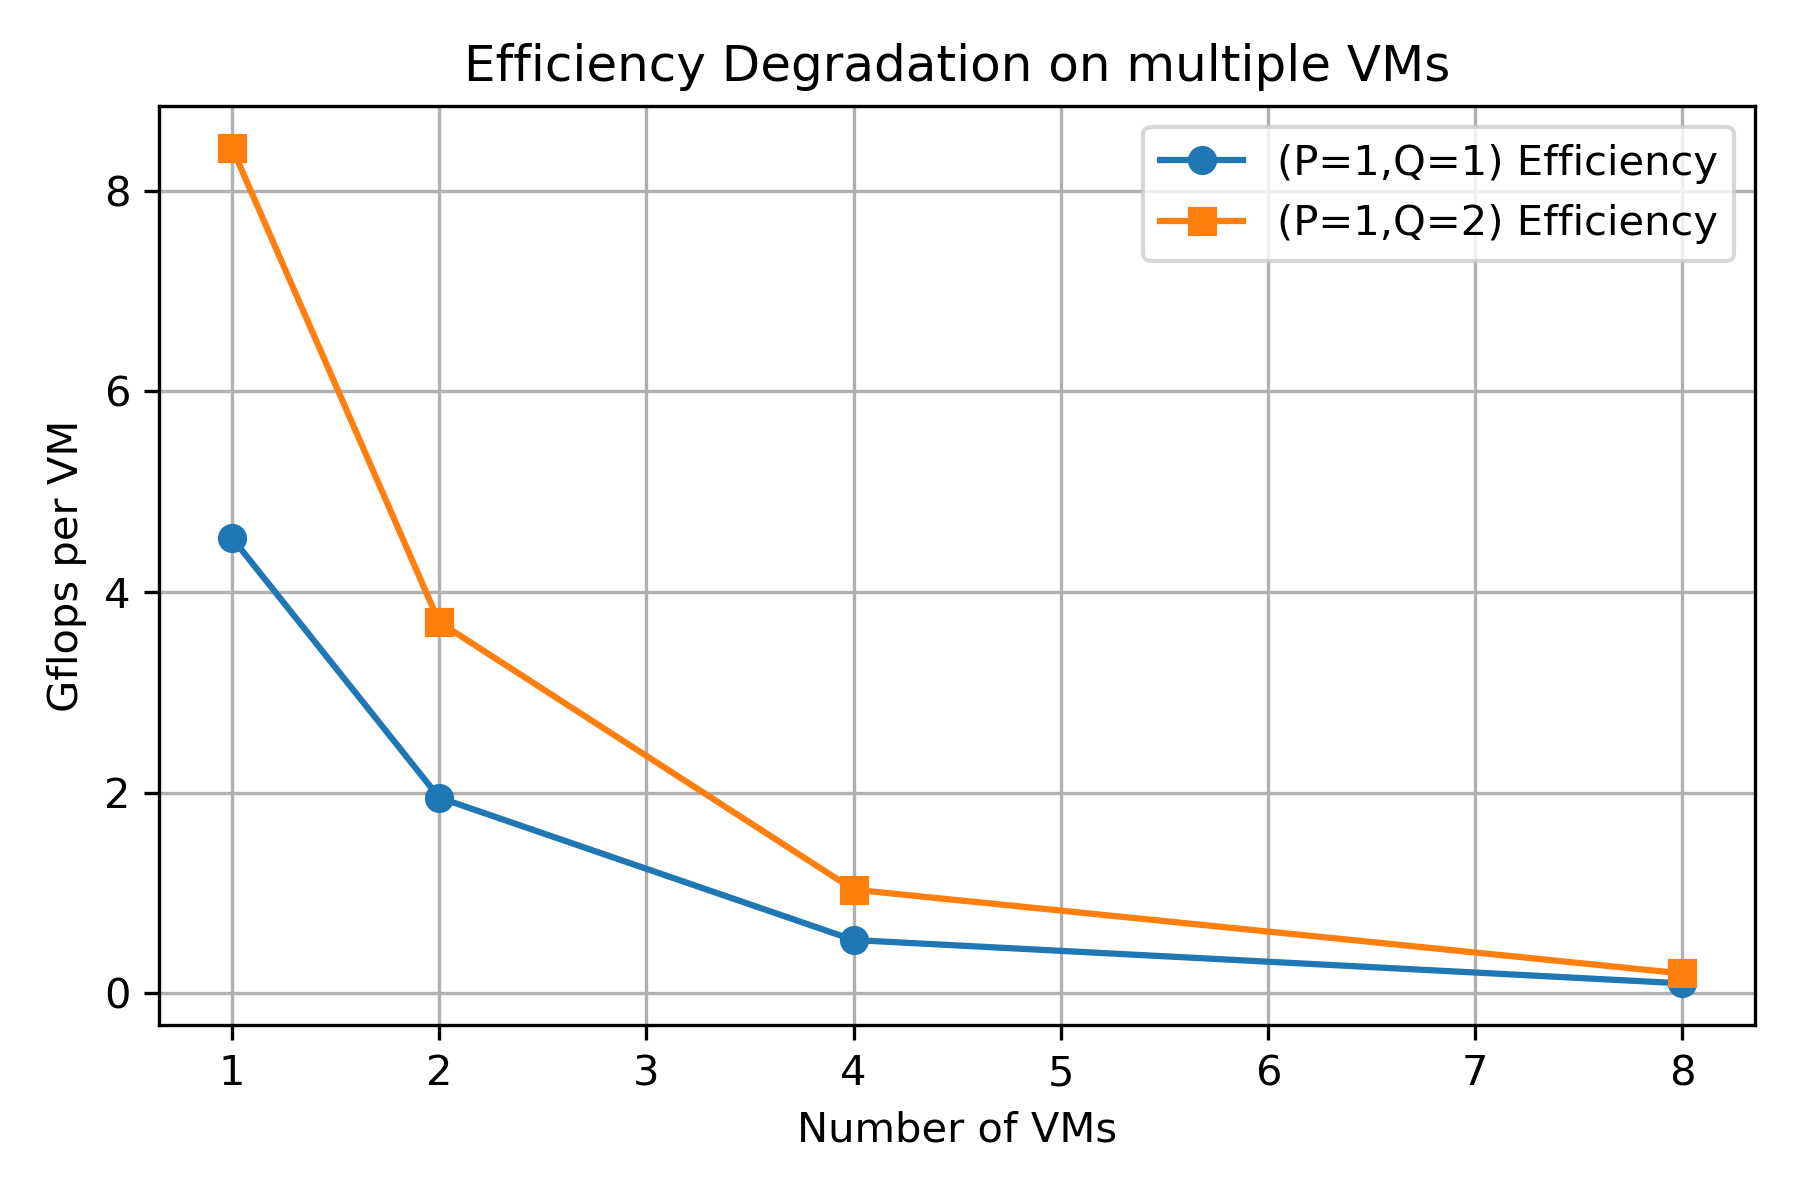 Efficiency Degradation on multiple VMs
(P=1,Q=1) Efficiency
(P=1,Q=2) Efficiency
Gflops per VM
8
6
4
2
0
1 2 3 4 5 6 7 8
Number of VMs